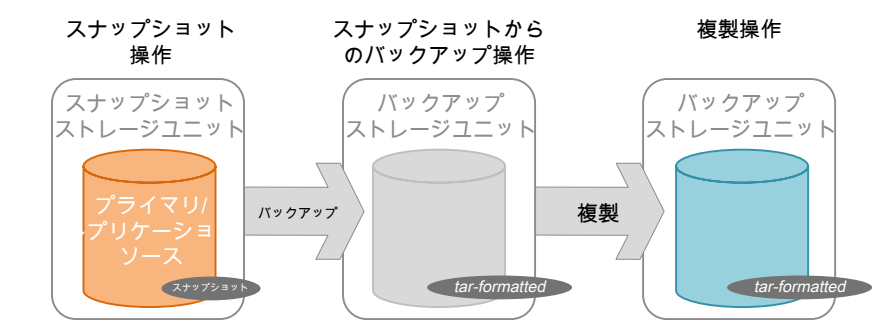 スナップショット
操作
スナップショットから
のバックアップ操作
複製操作
スナップショット
ストレージユニット
プライマリ/
プリケーショ
ソース
スナップショット
バックアップ
バックアップ
ストレージユニット
tar-formatted
複製
バックアップ
ストレージユニット
tar-formatted